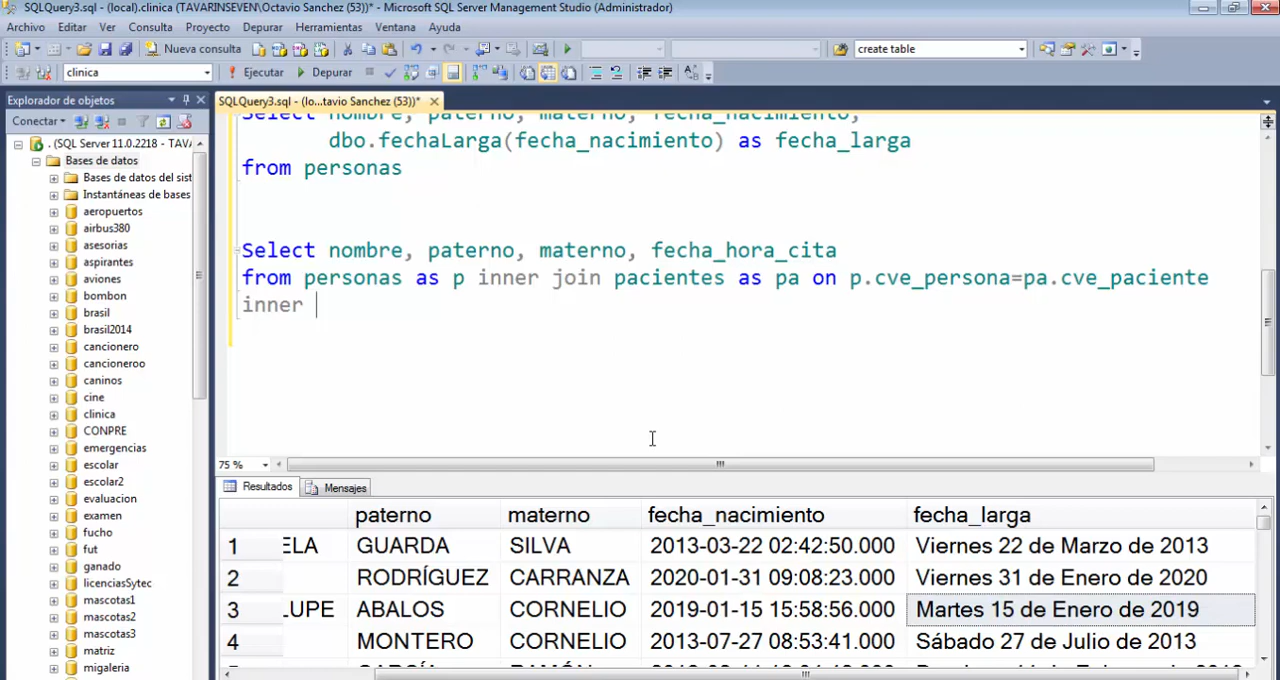 SQLQuery3.sql - (local).clinica (TAVARINSEVEN\Octavio Sanchez (53))* - Microsoft SQL Server Management Studio (Administrador)
Archivo Editar Ver Consulta Proyecto Depurar Herramientas Ventana Ayuda
Nueva consulta create table
clinica Ejecutar Depurar
Explorador de objetos
SQLQuery3.sql - (lo...tavio Sanchez (53))*
Conectar
. (SQL Server 11.0.2218 - TAV
Bases de datos
Bases de datos del sist
Instantáneas de bases
aeropuertos
airbus380
asesorias
aspirantes
aviones
bombon
brasil
brasil2014
cancionero
cancioneroo
caninos
cine
clinica
CONPRE
emergencias
escolar
escolar2
evaluacion
examen
fucho
fut
ganado
licenciasSytec
mascotas1
mascotas2
mascotas3
matriz
migaleria
Select nombre, paterno, materno, fecha_nacimiento,
dbo.fechaLarga(fecha_nacimiento) as fecha_larga
from personas
Select nombre, paterno, materno, fecha_hora_cita
from personas as p inner join pacientes as pa on p.cve_persona=pa.cve_paciente
inner
75 %
Resultados Mensajes
paterno materno fecha_nacimiento fecha_larga
1 ELA GUARDA SILVA 2013-03-22 02:42:50.000 Viernes 22 de Marzo de 2013
2 RODRÍGUEZ CARRANZA 2020-01-31 09:08:23.000 Viernes 31 de Enero de 2020
3 LUPE ABALOS CORNELIO 2019-01-15 15:58:56.000 Martes 15 de Enero de 2019
4 MONTERO CORNELIO 2013-07-27 08:53:41.000 Sábado 27 de Julio de 2013
GARCÍA RAMÓN